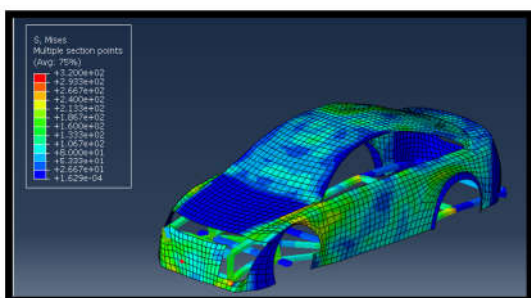 S, Mises
Multiple section points
(Avg: 75%)
+3.200e+02
+2.933e+02
+2.667e+02
+2.400e+02
+2.133e+02
+1.867e+02
+1.600e+02
+1.333e+02
+1.067e+02
+8.000e+01
+5.333e+01
+2.667e+01
+1.629e-04